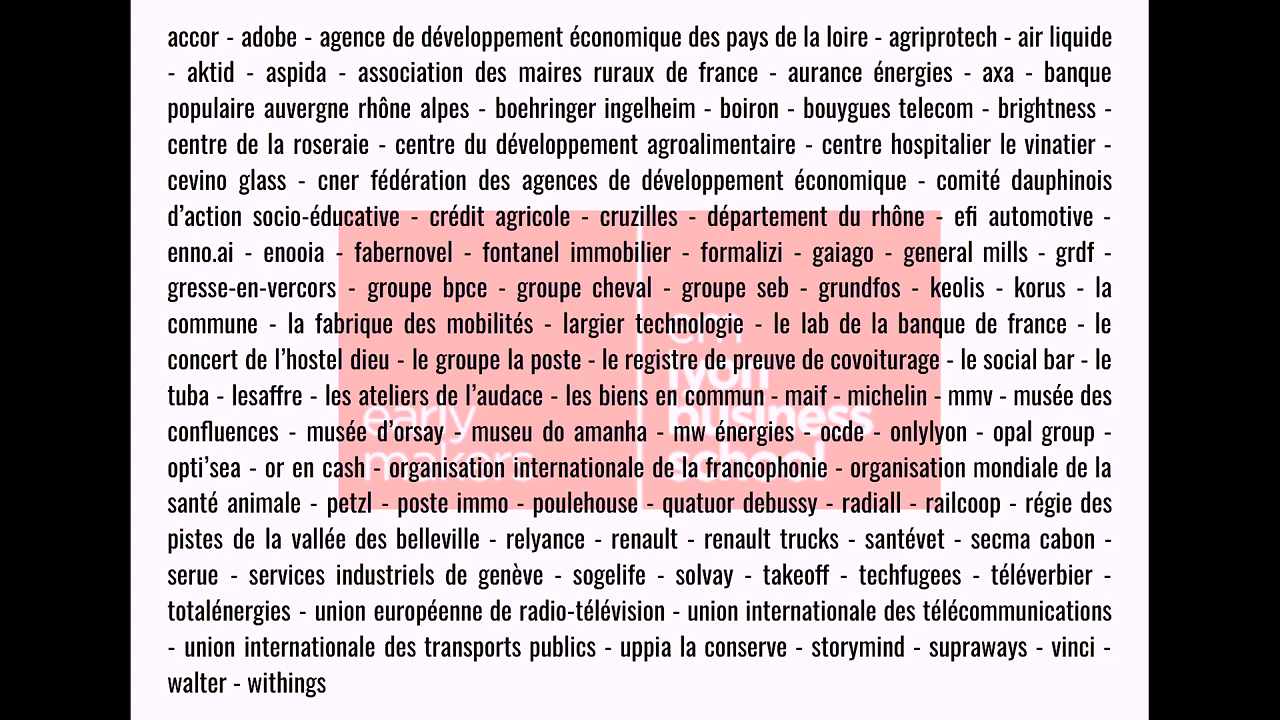 accor - adobe - agence de développement économique des pays de la loire - agriprotech - air liquide
- aktid - aspida - association des maires ruraux de france - aurance énergies - axa - banque
populaire auvergne rhône alpes - boehringer ingelheim - boiron - bouygues telecom - brightness -
centre de la roseraie - centre du développement agroalimentaire - centre hospitalier le vinatier -
cevino glass - cner fédération des agences de développement économique - comité dauphinois
d’action socio-éducative - crédit agricole - cruzilles - département du rhône - efi automotive -
enno.ai - enooia - fabernovel - fontanel immobilier - formalizi - gaiago - general mills - grdf -
gresse-en-vercors - groupe bpce - groupe cheval - groupe seb - grundfos - keolis - korus - la
commune - la fabrique des mobilités - largier technologie - le lab de la banque de france - le
concert de l’hostel dieu - le groupe la poste - le registre de preuve de covoiturage - le social bar - le
tuba - lesaffre - les ateliers de l’audace - les biens en commun - maif - michelin - mmv - musée des
confluences - musée d’orsay - museu do amanha - mw énergies - ocde - onlylyon - opal group -
opti’sea - or en cash - organisation internationale de la francophonie - organisation mondiale de la
santé animale - petzl - poste immo - poulehouse - quatuor debussy - radiall - railcoop - régie des
pistes de la vallée des belleville - relyance - renault - renault trucks - santévet - secma cabon -
serue - services industriels de genève - sogelife - solvay - takeoff - techfugees - téléverbier -
totalénergies - union européenne de radio-télévision - union internationale des télécommunications
- union internationale des transports publics - uppia la conserve - storymind - supraways - vinci -
walter - withings
early
makers
em
lyon
business
school